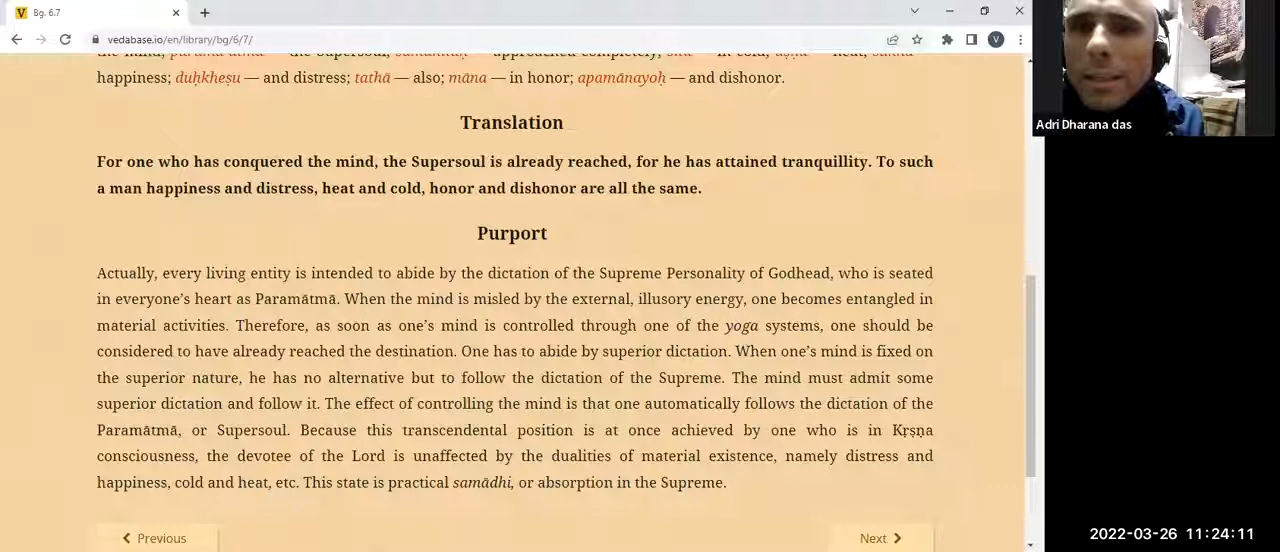 Bg. 6.7
vedabase.io/en/library/bg/6/7/
happiness; duḥkheṣu — and distress; tathā — also; māna — in honor; apamānayoḥ — and dishonor.
Translation
For one who has conquered the mind, the Supersoul is already reached, for he has attained tranquillity. To such
a man happiness and distress, heat and cold, honor and dishonor are all the same.
Purport
Actually, every living entity is intended to abide by the dictation of the Supreme Personality of Godhead, who is seated
in everyone’s heart as Paramātmā. When the mind is misled by the external, illusory energy, one becomes entangled in
material activities. Therefore, as soon as one’s mind is controlled through one of the yoga systems, one should be
considered to have already reached the destination. One has to abide by superior dictation. When one’s mind is fixed on
the superior nature, he has no alternative but to follow the dictation of the Supreme. The mind must admit some
superior dictation and follow it. The effect of controlling the mind is that one automatically follows the dictation of the
Paramātmā, or Supersoul. Because this transcendental position is at once achieved by one who is in Kṛṣṇa
consciousness, the devotee of the Lord is unaffected by the dualities of material existence, namely distress and
happiness, cold and heat, etc. This state is practical samādhi, or absorption in the Supreme.
Previous
Next
V
Adri Dharana das
2022-03-26 11:24:11